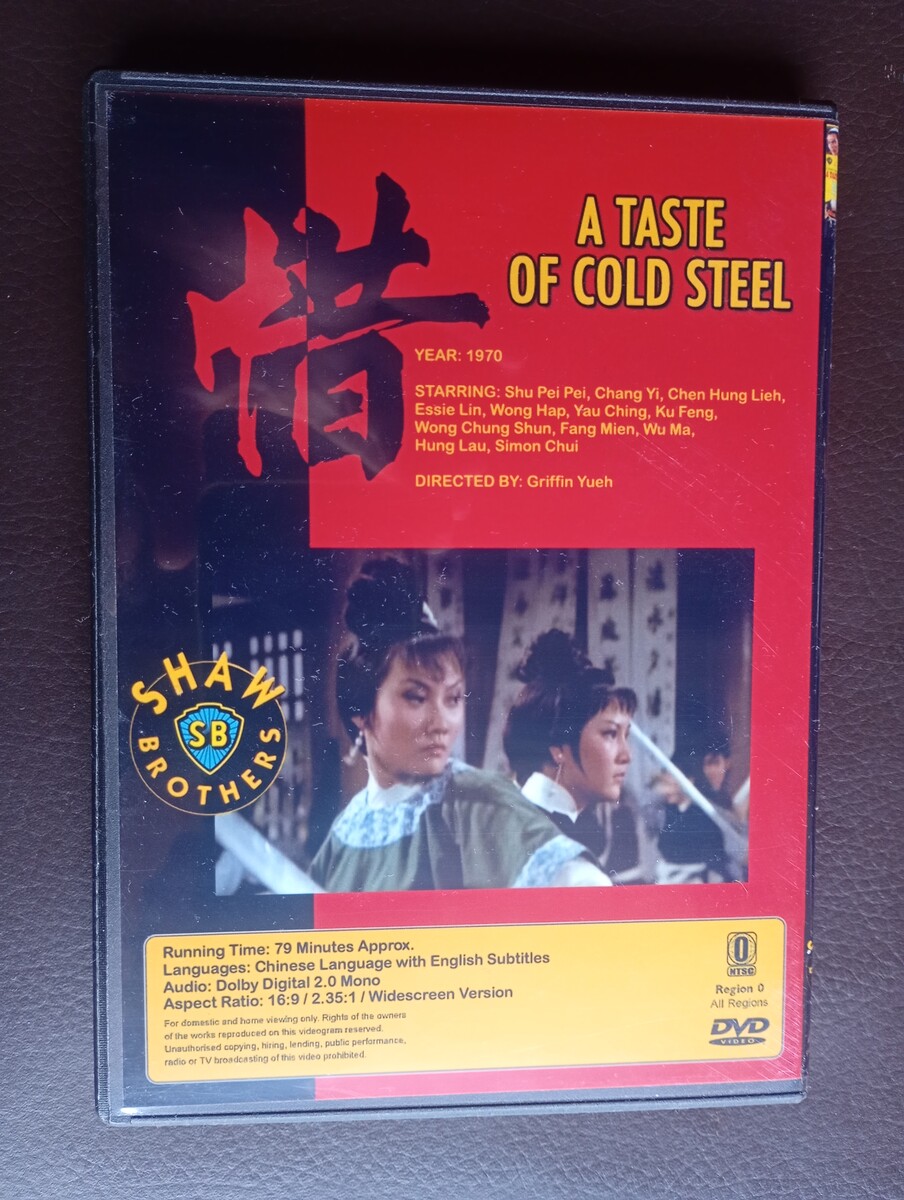 惜
A TASTE
OF COLD STEEL
YEAR: 1970
STARRING: Shu Pei Pei, Chang Yi, Chen Hung Lieh,
Essie Lin, Wong Hap, Yau Ching, Ku Feng,
Wong Chung Shun, Fang Mien, Wu Ma,
Hung Lau, Simon Chui
DIRECTED BY: Griffin Yueh
SHAW
SB
BROTHERS
Running Time: 79 Minutes Approx.
Languages: Chinese Language with English Subtitles
Audio: Dolby Digital 2.0 Mono
Aspect Ratio: 16:9 / 2.35:1 / Widescreen Version
For domestic and home viewing only. Rights of the owners
of the works reproduced on this videogram reserved.
Unauthorised copying, hiring, lending, public performance,
radio or TV broadcasting of this video prohibited.
0
NTSC
Region 0
All Regions
DVD
VIDEO